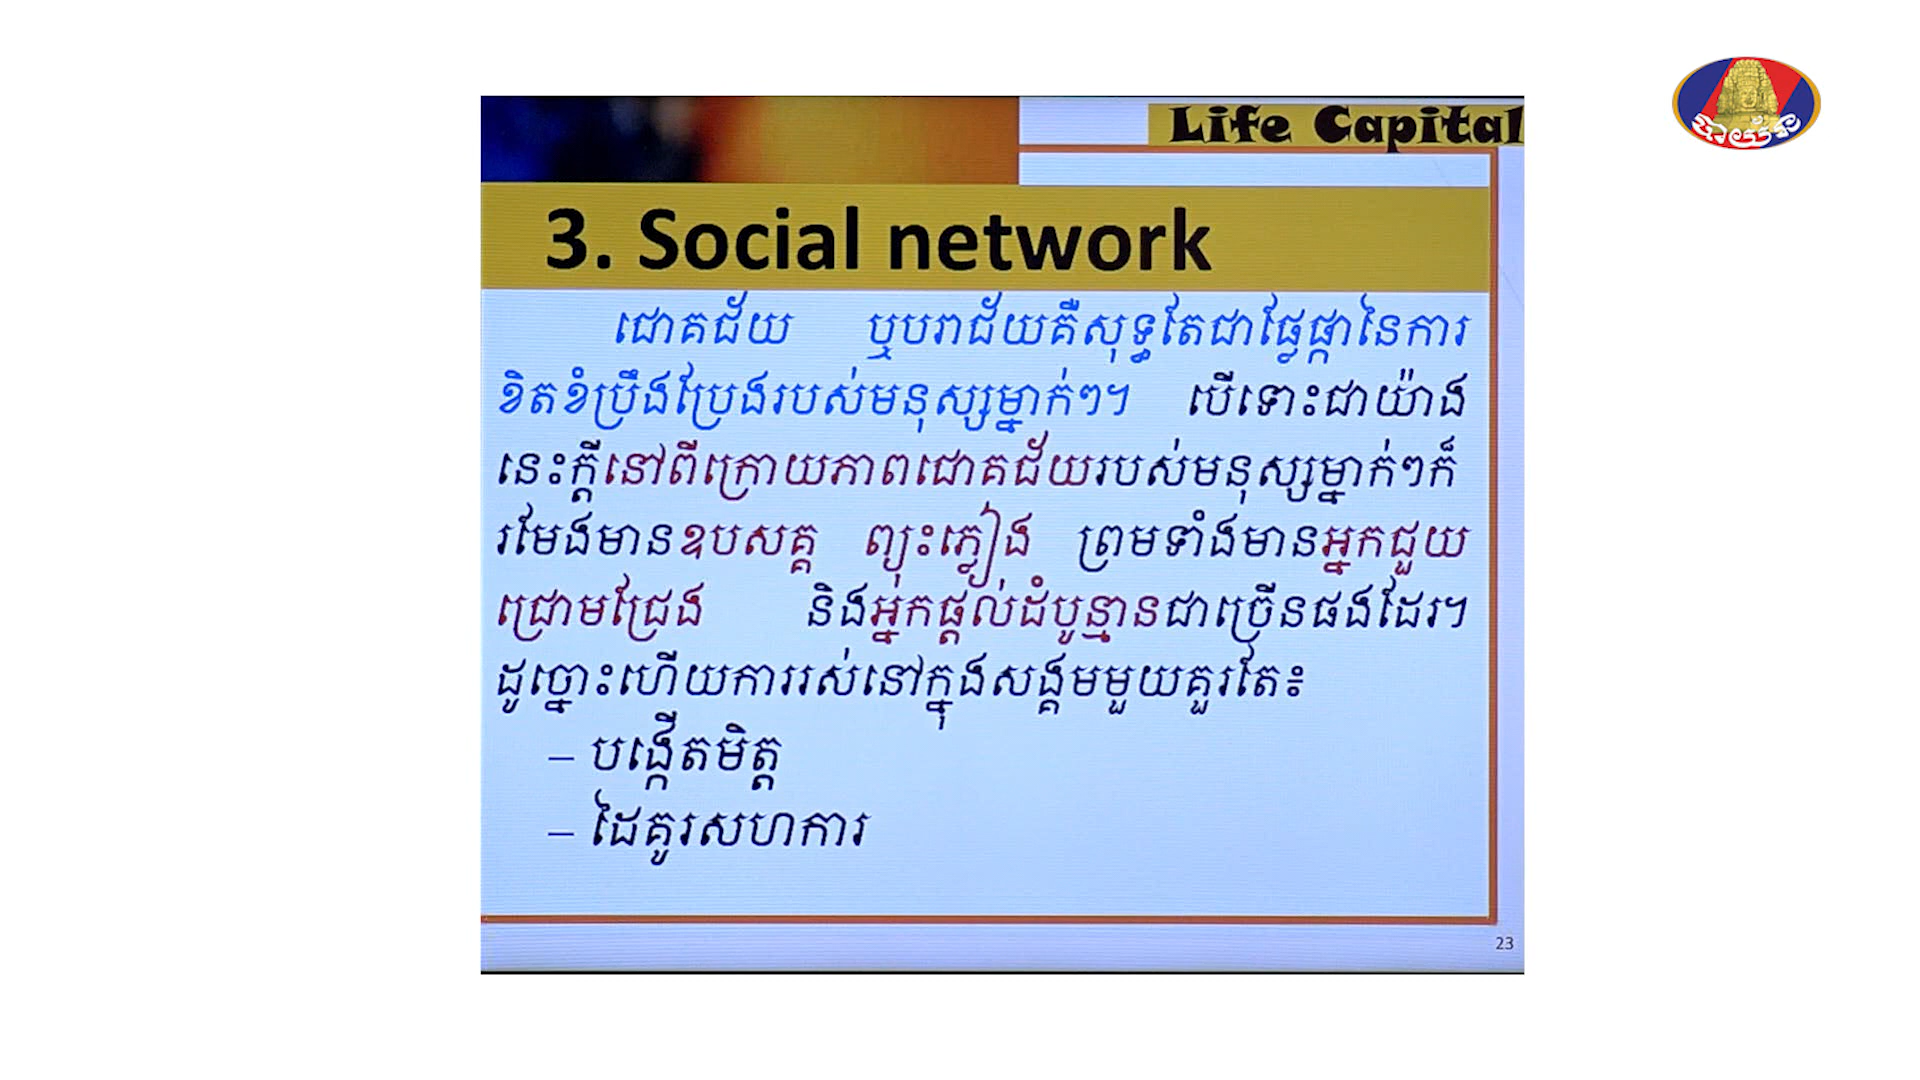 Life Capital
បាយ័ន
3. Social network
ជោគជ័យ ឬបរាជ័យគឺសុទ្ធតែជាផ្លែផ្កានៃការ
ខិតខំប្រឹងប្រែងរបស់មនុស្សម្នាក់ៗ។ បើទោះជាយ៉ាង
នេះក្តីនៅពីក្រោយភាពជោគជ័យរបស់មនុស្សម្នាក់ៗក៏
រមែងមានឧបសគ្គ ព្យុះភ្លៀង ព្រមទាំងមានអ្នកជួយ
ជ្រោមជ្រែង និងអ្នកផ្តល់ដំបូន្មានជាច្រើនផងដែរ។
ដូច្នោះហើយការរស់នៅក្នុងសង្គមមួយគួរតែ៖
– បង្កើតមិត្ត
– ដៃគូរសហការ
23